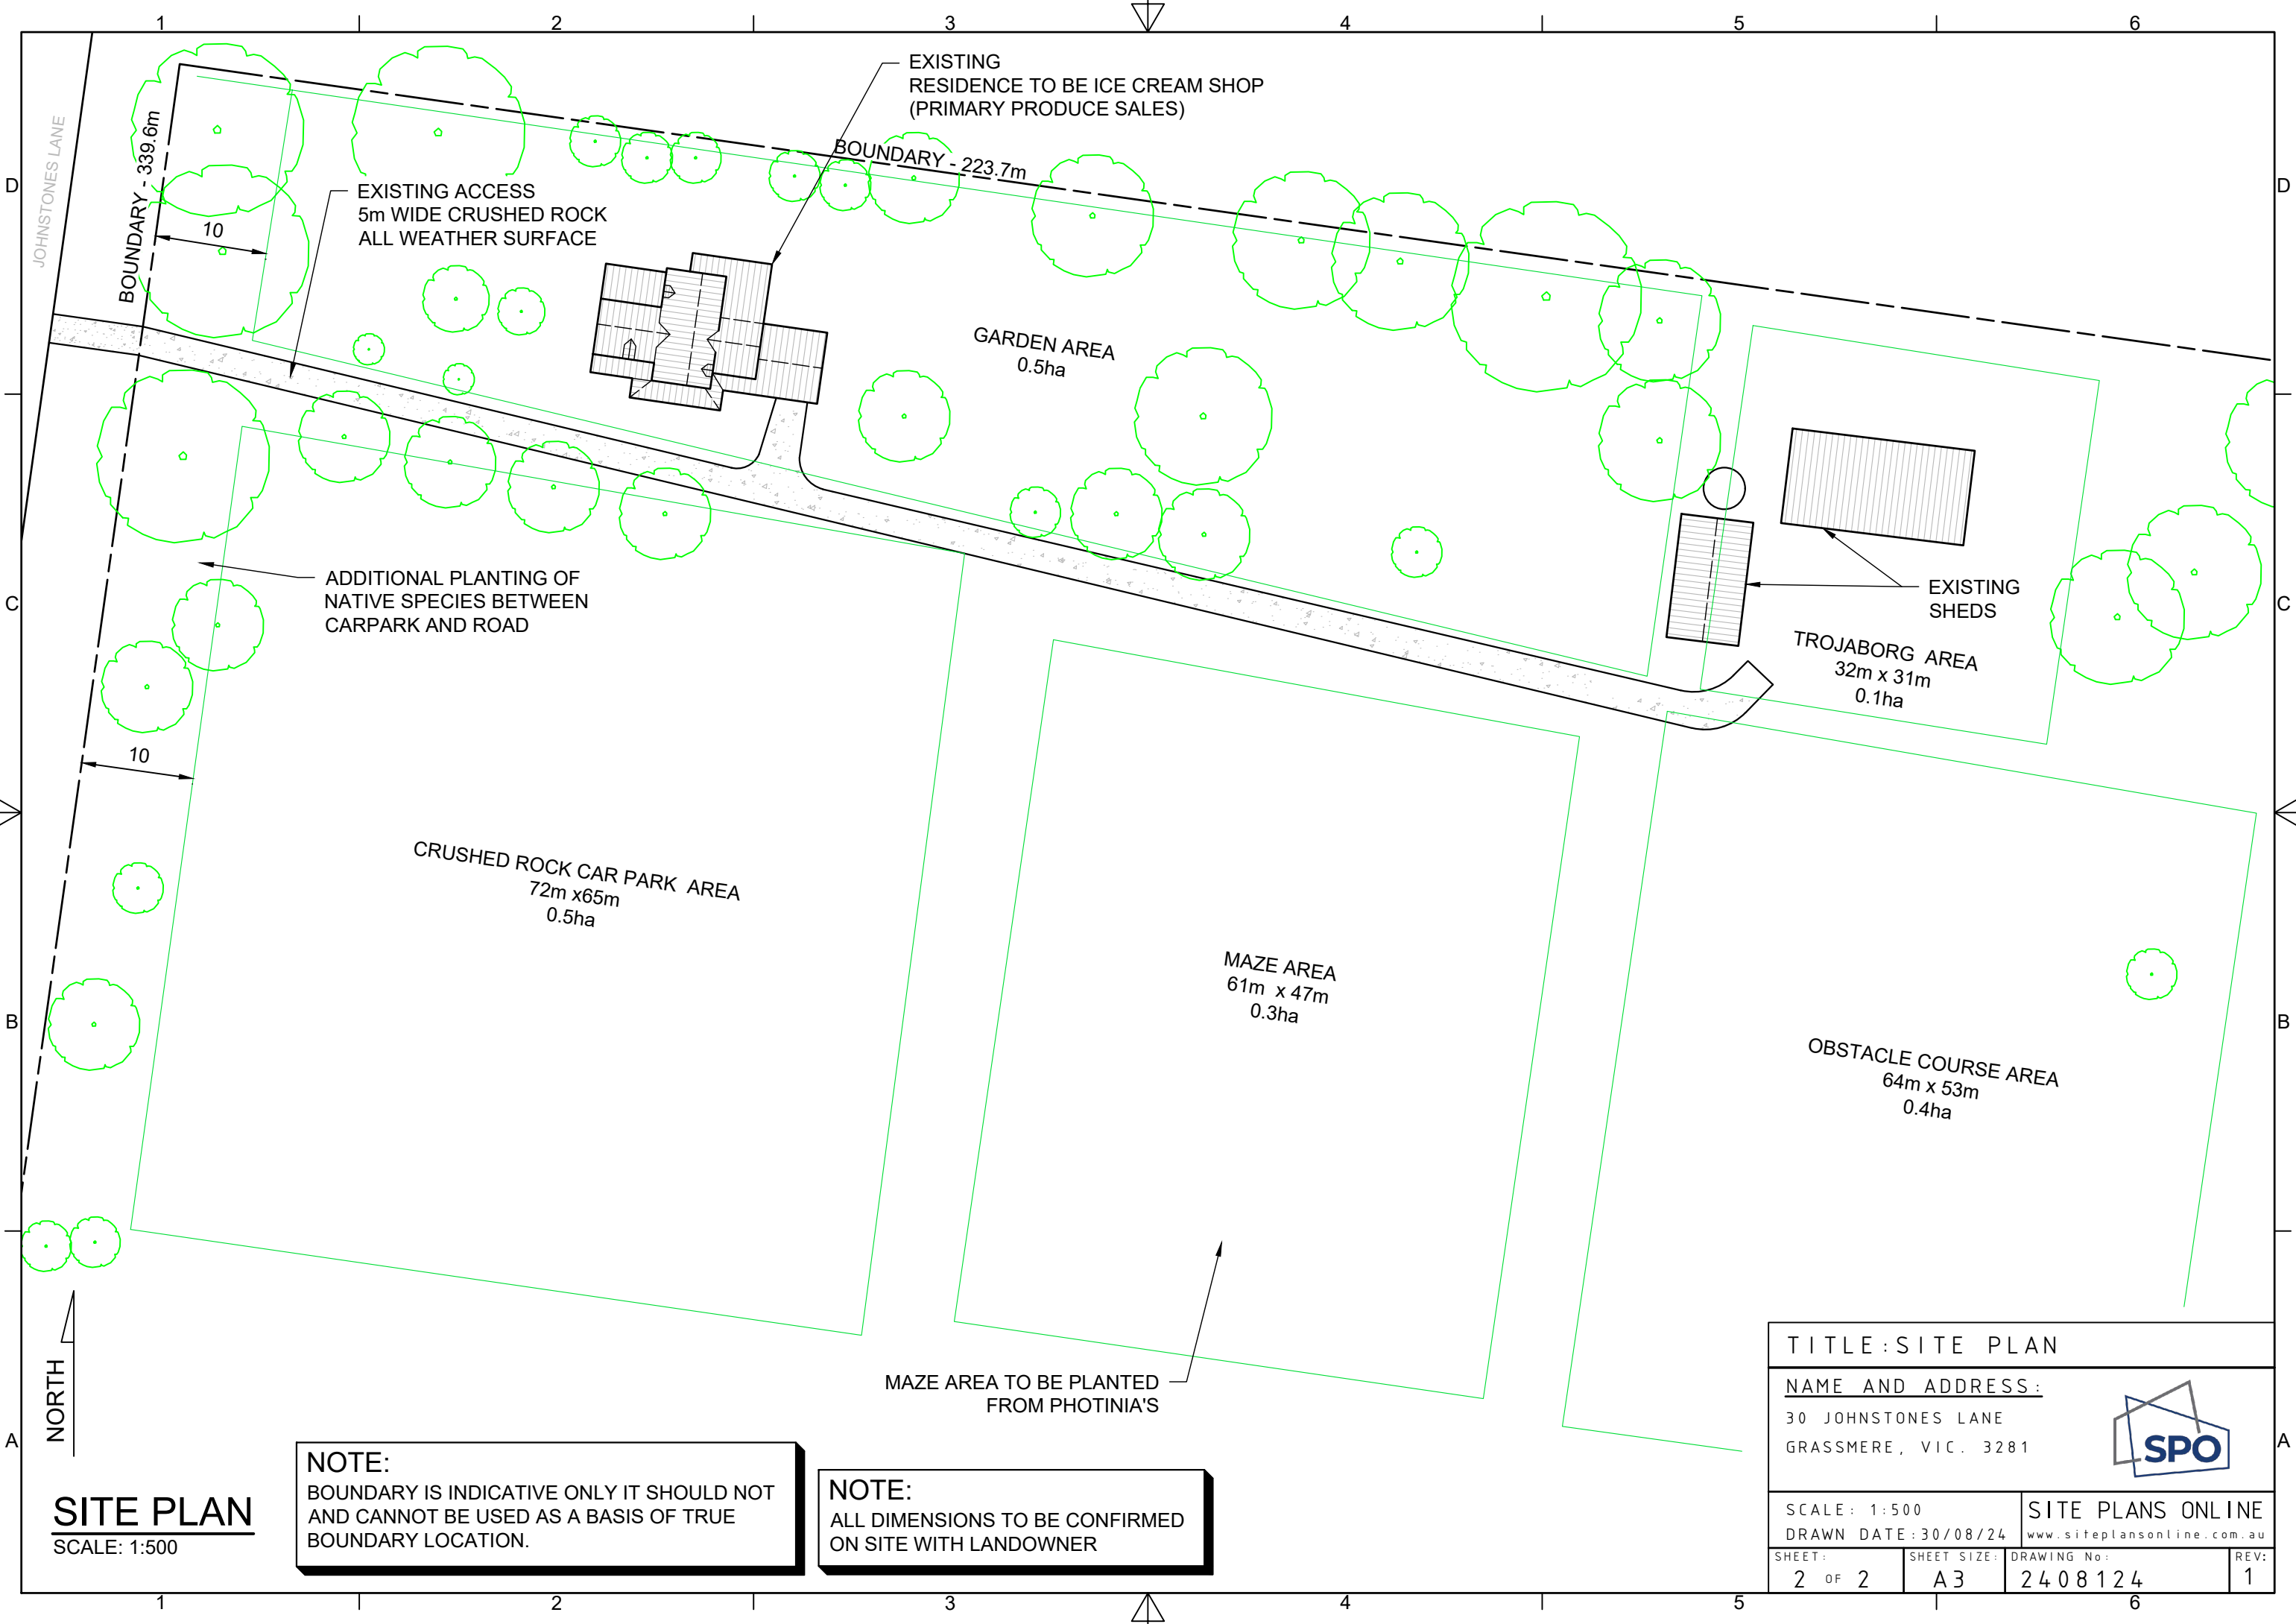 1 2 3 4 5 6
D D
C C
B B
A A
JOHNSTONES LANE
BOUNDARY - 339.6m
10
EXISTING ACCESS
5m WIDE CRUSHED ROCK
ALL WEATHER SURFACE
EXISTING
RESIDENCE TO BE ICE CREAM SHOP
(PRIMARY PRODUCE SALES)
BOUNDARY - 223.7m
GARDEN AREA
0.5ha
ADDITIONAL PLANTING OF
NATIVE SPECIES BETWEEN
CARPARK AND ROAD
EXISTING
SHEDS
TROJABORG AREA
32m x 31m
0.1ha
10
CRUSHED ROCK CAR PARK AREA
72m x65m
0.5ha
MAZE AREA
61m x 47m
0.3ha
OBSTACLE COURSE AREA
64m x 53m
0.4ha
MAZE AREA TO BE PLANTED
FROM PHOTINIA'S
NORTH
SITE PLAN
SCALE: 1:500
NOTE:
BOUNDARY IS INDICATIVE ONLY IT SHOULD NOT
AND CANNOT BE USED AS A BASIS OF TRUE
BOUNDARY LOCATION.
NOTE:
ALL DIMENSIONS TO BE CONFIRMED
ON SITE WITH LANDOWNER
TITLE:SITE PLAN
NAME AND ADDRESS:
30 JOHNSTONES LANE
GRASSMERE, VIC. 3281
SPO
SCALE: 1:500
DRAWN DATE:30/08/24
SITE PLANS ONLINE
www.siteplansonline.com.au
SHEET:
2 OF 2
SHEET SIZE:
A3
DRAWING No:
2408124
REV:
1
1 2 3 4 5 6